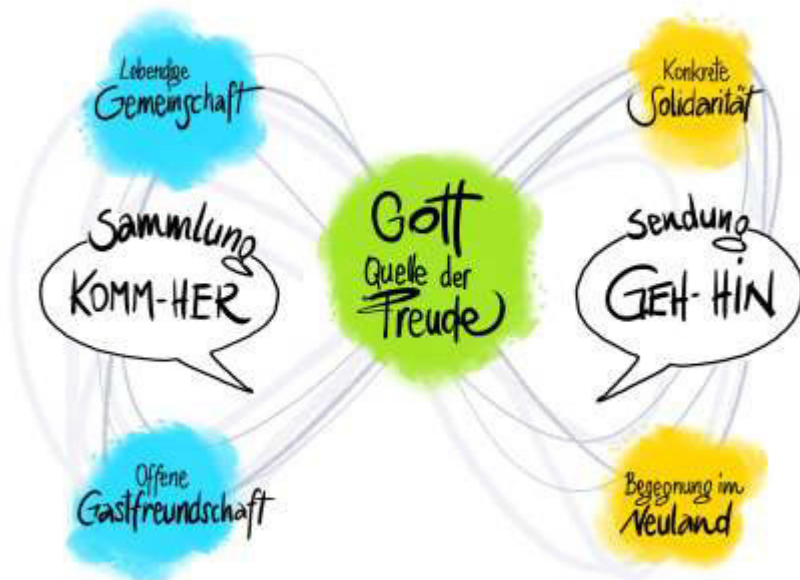 Lebendige
Gemeinschaft
Konkrete
Solidarität
Gott
Quelle der
Freude
Sammlung
KOMM-HER
Sendung
GEH-HIN
Offene
Gastfreundschaft
Begegnung im
Neuland